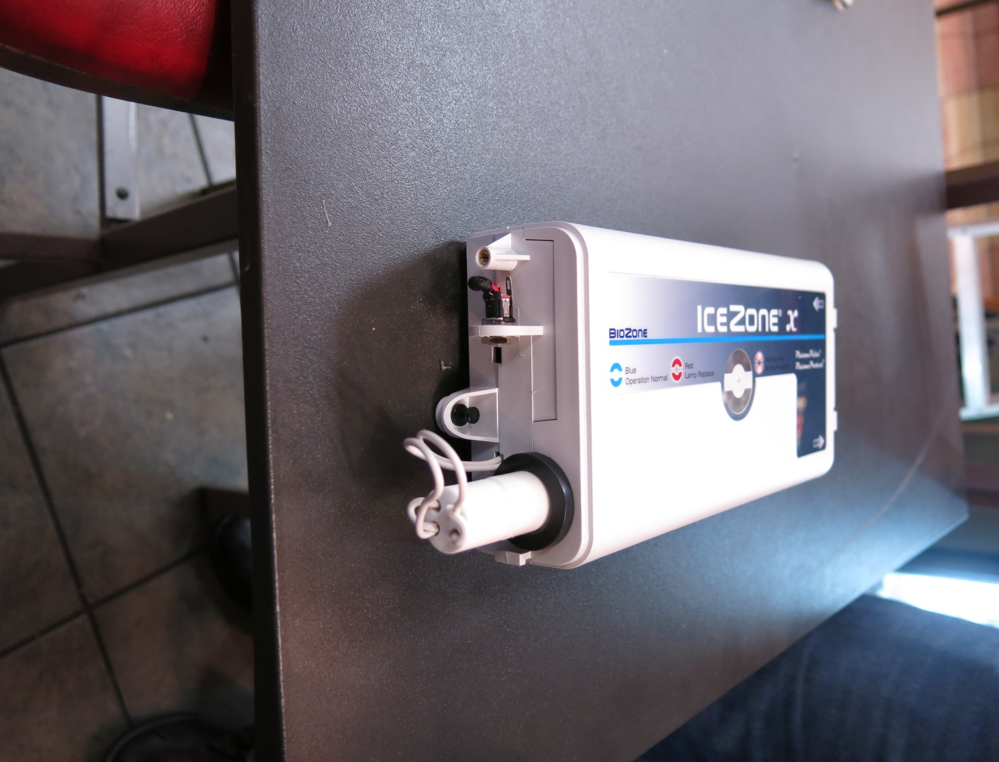 ICEZONE® X
BIOZONE
Blue
Operation Normal
Red
Lamp Replace